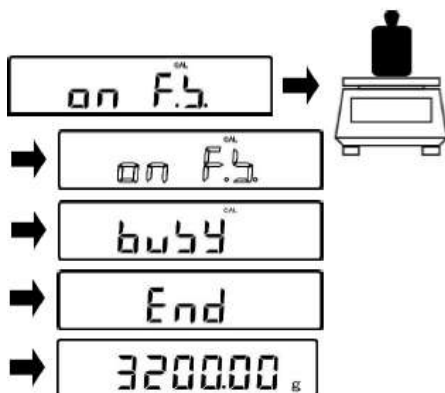 CAL
on F.S.
CAL
on F.S.
CAL
busy
End
3200.00 g